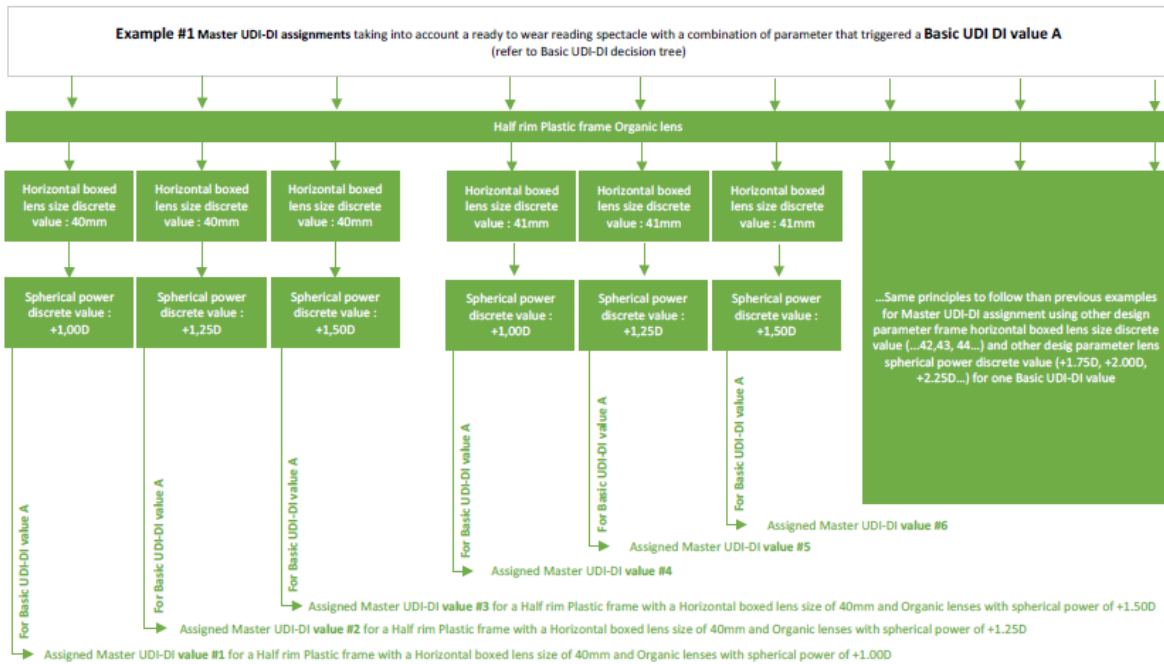 Example #1 Master UDI-DI assignments taking into account a ready to wear reading spectacle with a combination of parameter that triggered a Basic UDI DI value A
(refer to Basic UDI-DI decision tree)
Half rim Plastic frame Organic lens
Horizontal boxed
lens size discrete
value : 40mm
Horizontal boxed
lens size discrete
value : 40mm
Horizontal boxed
lens size discrete
value : 40mm
Horizontal boxed
lens size discrete
value : 41mm
Horizontal boxed
lens size discrete
value : 41mm
Horizontal boxed
lens size discrete
value : 41mm
Spherical power
discrete value :
+1,00D
Spherical power
discrete value :
+1,25D
Spherical power
discrete value :
+1,50D
Spherical power
discrete value :
+1,00D
Spherical power
discrete value :
+1,25D
Spherical power
discrete value :
+1,50D
...Same principles to follow than previous examples
for Master UDI-DI assignment using other design
parameter frame horizontal boxed lens size discrete
value (...42,43, 44...) and other desig parameter lens
spherical power discrete value (+1.75D, +2.00D,
+2.25D...) for one Basic UDI-DI value
For Basic UDI-DI value A
For Basic UDI-DI value A
For Basic UDI-DI value A
For Basic UDI-DI value A
For Basic UDI-DI value A
For Basic UDI-DI value A
Assigned Master UDI-DI value #6
Assigned Master UDI-DI value #5
Assigned Master UDI-DI value #4
Assigned Master UDI-DI value #3 for a Half rim Plastic frame with a Horizontal boxed lens size of 40mm and Organic lenses with spherical power of +1.50D
Assigned Master UDI-DI value #2 for a Half rim Plastic frame with a Horizontal boxed lens size of 40mm and Organic lenses with spherical power of +1.25D
Assigned Master UDI-DI value #1 for a Half rim Plastic frame with a Horizontal boxed lens size of 40mm and Organic lenses with spherical power of +1.00D